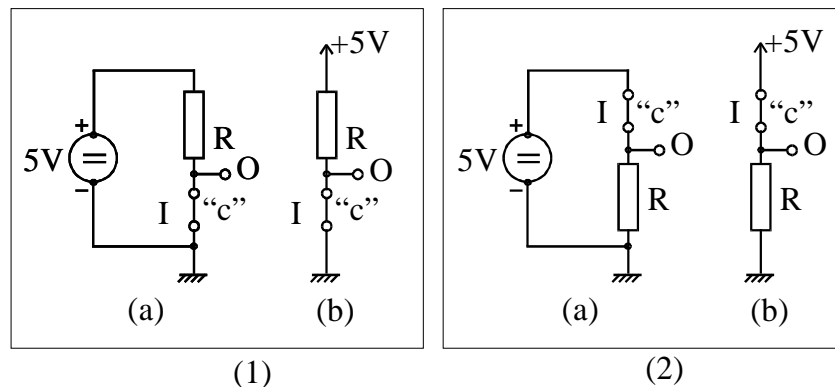 +5V
+5V
“c”
I
+
R
R
“c”
I
+
5V
=
O
O
5V
=
O
O
−
I
“c”
I
“c”
−
R
R
(a)
(b)
(a)
(b)
(1)
(2)